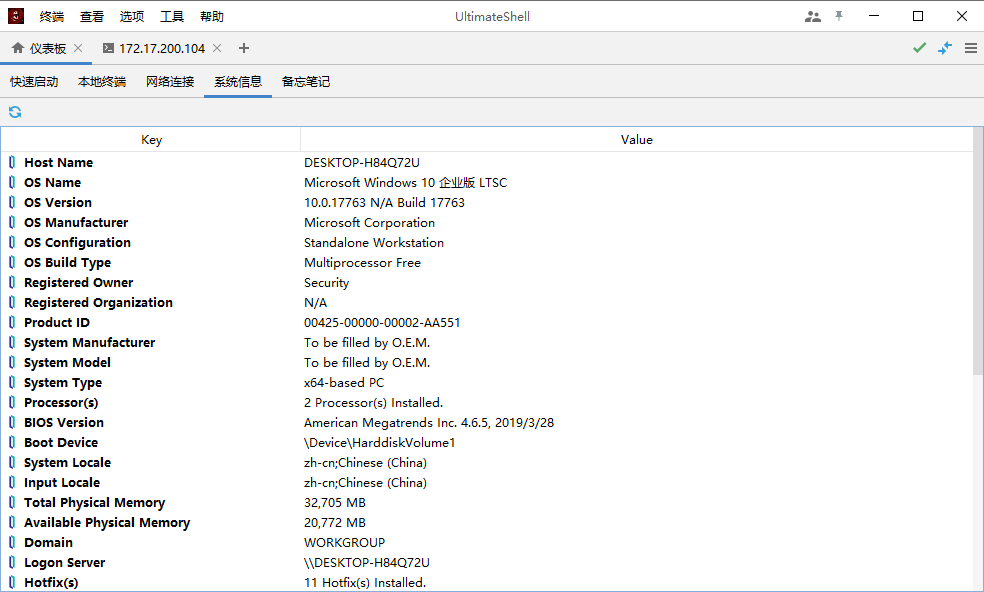 终端 查看 选项 工具 帮助 UltimateShell
仪表板 172.17.200.104
快速启动 本地终端 网络连接 系统信息 备忘笔记
Key Value
Host Name DESKTOP-H84Q72U
OS Name Microsoft Windows 10 企业版 LTSC
OS Version 10.0.17763 N/A Build 17763
OS Manufacturer Microsoft Corporation
OS Configuration Standalone Workstation
OS Build Type Multiprocessor Free
Registered Owner Security
Registered Organization N/A
Product ID 00425-00000-00002-AA551
System Manufacturer To be filled by O.E.M.
System Model To be filled by O.E.M.
System Type x64-based PC
Processor(s) 2 Processor(s) Installed.
BIOS Version American Megatrends Inc. 4.6.5, 2019/3/28
Boot Device \Device\HarddiskVolume1
System Locale zh-cn;Chinese (China)
Input Locale zh-cn;Chinese (China)
Total Physical Memory 32,705 MB
Available Physical Memory 20,772 MB
Domain WORKGROUP
Logon Server \\DESKTOP-H84Q72U
Hotfix(s) 11 Hotfix(s) Installed.